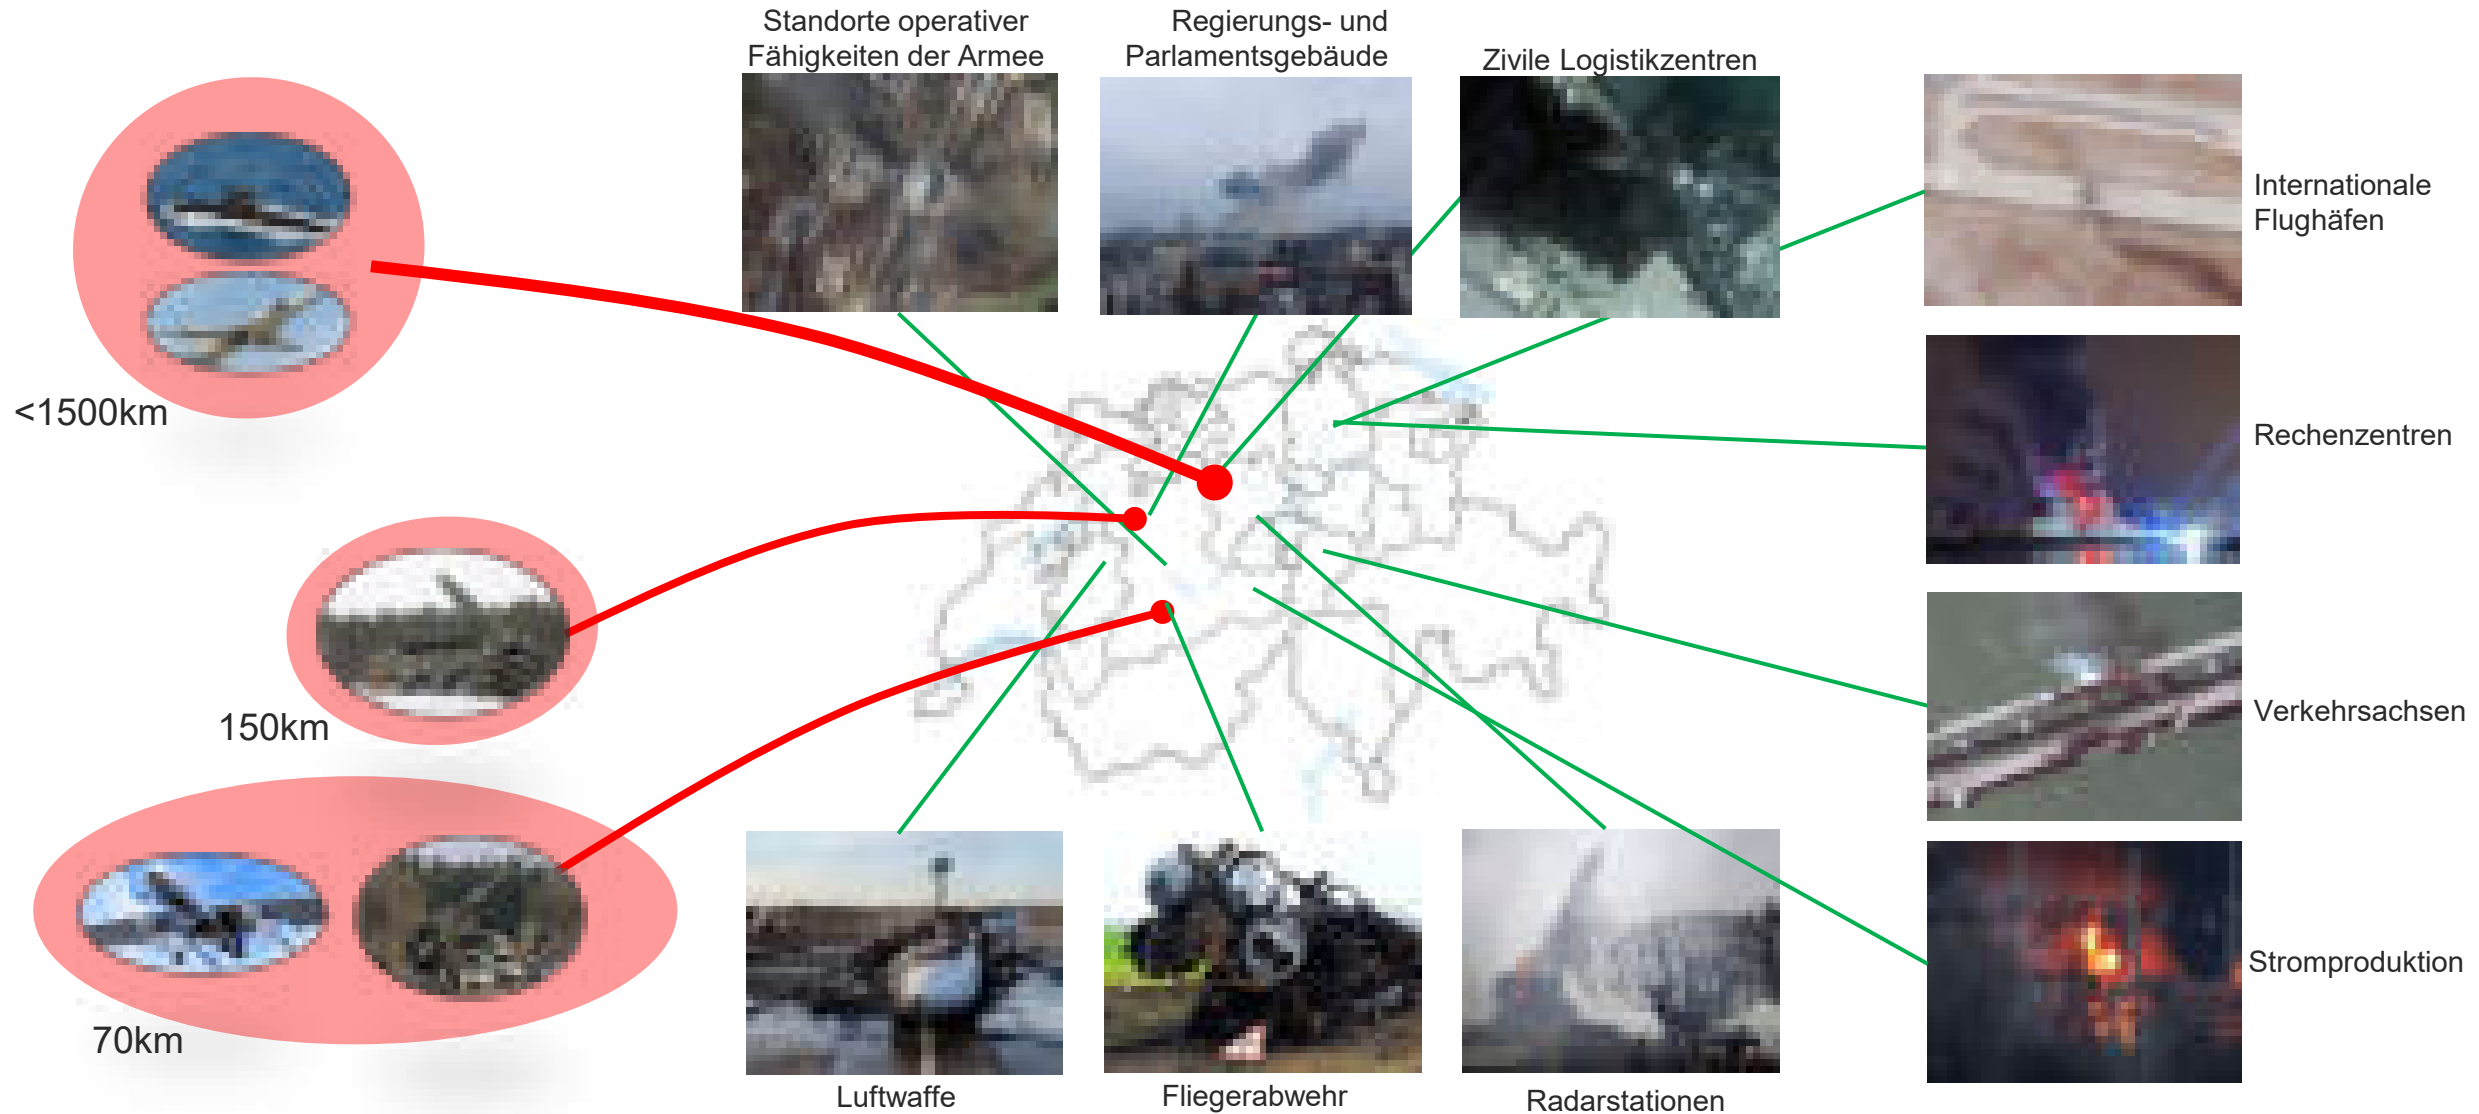 Standorte operativer
Fähigkeiten der Armee
Regierungs- und
Parlamentsgebäude
Zivile Logistikzentren
Internationale
Flughäfen
<1500km
Rechenzentren
150km
Verkehrsachsen
Stromproduktion
70km
Luftwaffe
Fliegerabwehr
Radarstationen